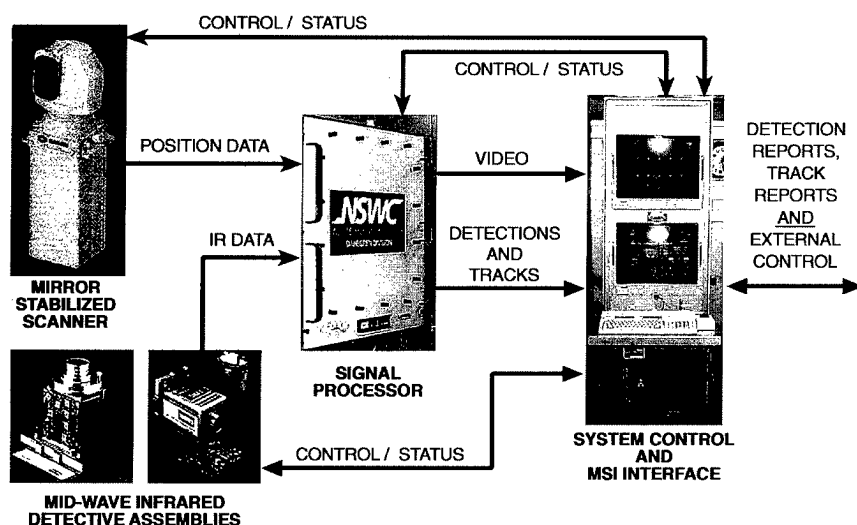 CONTROL / STATUS
CONTROL / STATUS
POSITION DATA
VIDEO
DETECTION
REPORTS,
TRACK
REPORTS
AND
EXTERNAL
CONTROL
NSWC
IR DATA
DETECTIONS
AND
TRACKS
MIRROR
STABILIZED
SCANNER
SIGNAL
PROCESSOR
CONTROL / STATUS
SYSTEM CONTROL
AND
MSI INTERFACE
MID-WAVE INFRARED
DETECTIVE ASSEMBLIES